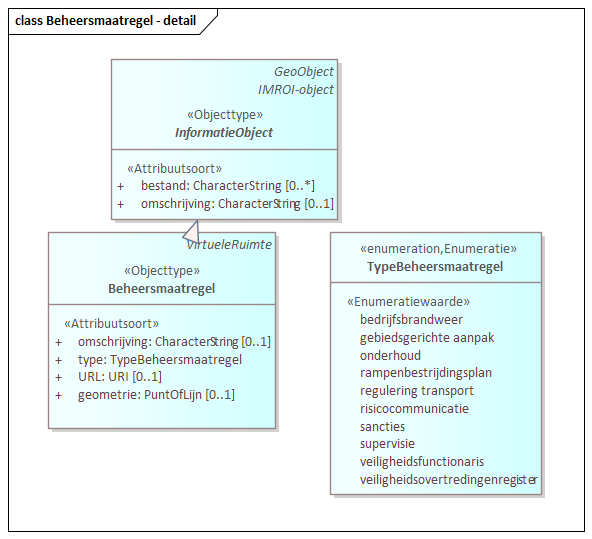 class Beheersmaatregel - detail
GeoObject
IMROI-object
«Objecttype»
InformatieObject
«Attribuutsoort»
+ bestand: CharacterString [0..*]
+ omschrijving: CharacterString [0..1]
VirtueleRuimte
«Objecttype»
Beheersmaatregel
«Attribuutsoort»
+ omschrijving: CharacterString [0..1]
+ type: TypeBeheersmaatregel
+ URL: URI [0..1]
+ geometrie: PuntOfLijn [0..1]
«enumeration,Enumeratie»
TypeBeheersmaatregel
«Enumeratiewaarde»
bedrijfsbrandweer
gebiedsgerichte aanpak
onderhoud
rampenbestrijdingsplan
regulering transport
risicocommunicatie
sancties
supervisie
veiligheidsfunctionaris
veiligheidsovertredingenregister